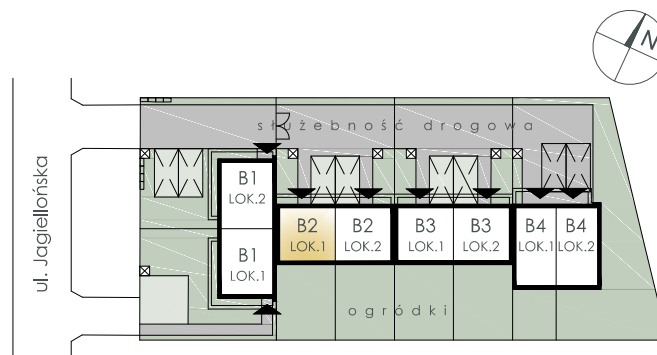 N
służebność drogowa
ul. Jagiellońska
B1
LOK.2
B1
LOK.1
B2
LOK.1
B2
LOK.2
B3
LOK.1
B3
LOK.2
B4
LOK.1
B4
LOK.2
ogródki